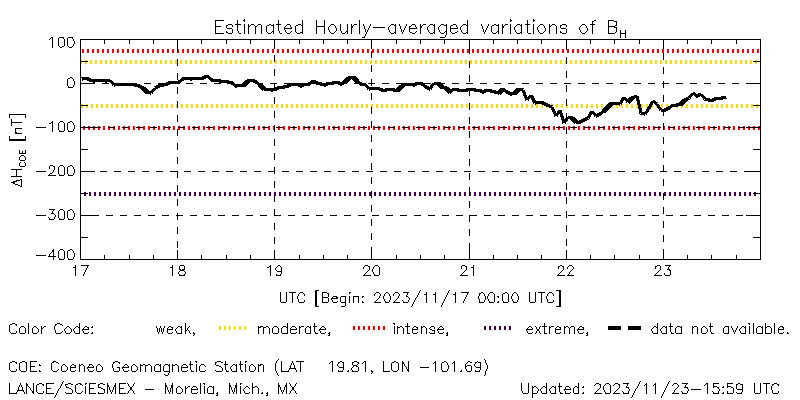 Estimated Hourly-averaged variations of B_H
100
0
-100
-200
-300
-400
ΔH_COE [nT]
17 18 19 20 21 22 23
UTC [Begin: 2023/11/17 00:00 UTC]
Color Code: weak, moderate, intense, extreme, data not available.
COE: Coeneo Geomagnetic Station (LAT 19.81, LON -101.69)
LANCE/SCiESMEX - Morelia, Mich., MX Updated: 2023/11/23-15:59 UTC